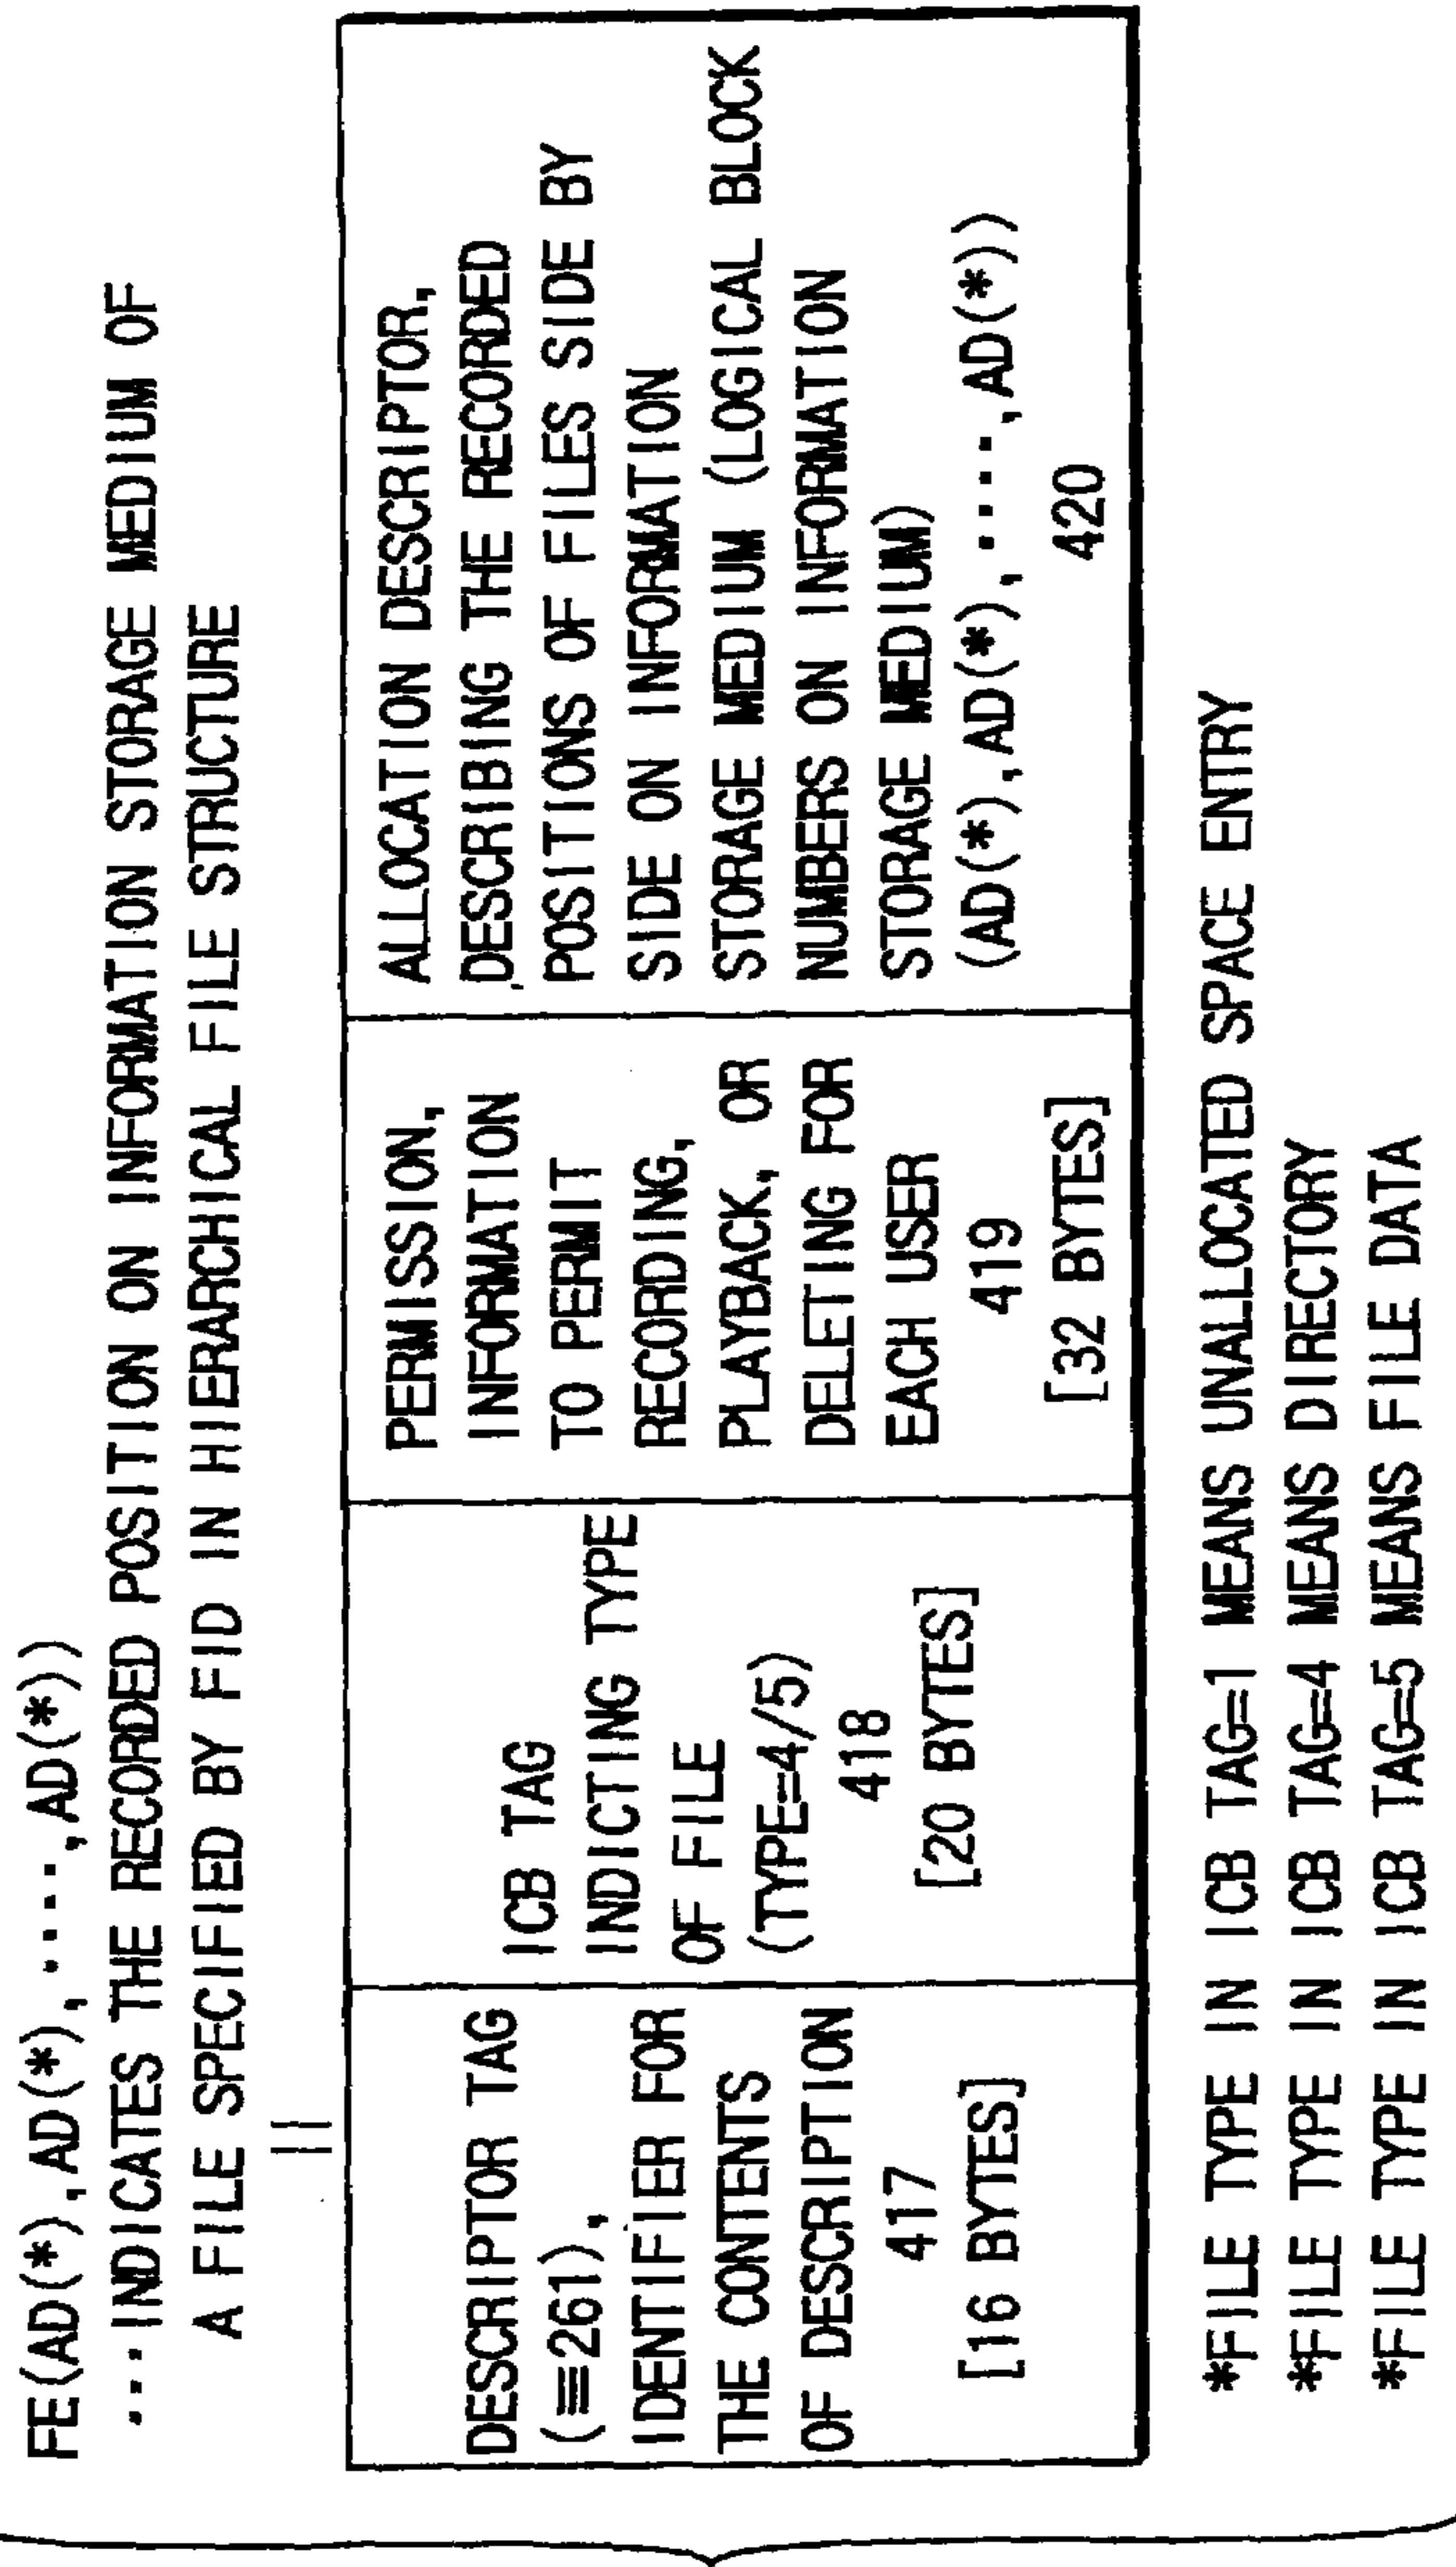 FE(AD(*),AD(*),····,AD(*))
···INDICATES THE RECORDED POSITION ON INFORMATION STORAGE MEDIUM OF
A FILE SPECIFIED BY FID IN HIERARCHICAL FILE STRUCTURE
||
DESCRIPTOR TAG
(≡261),
IDENTIFIER FOR
THE CONTENTS
OF DESCRIPTION
417
[16 BYTES]
ICB TAG
INDICTING TYPE
OF FILE
(TYPE=4/5)
418
[20 BYTES]
PERMISSION,
INFORMATION
TO PERMIT
RECORDING,
PLAYBACK, OR
DELETING FOR
EACH USER
419
[32 BYTES]
ALLOCATION DESCRIPTOR,
DESCRIBING THE RECORDED
POSITIONS OF FILES SIDE BY
SIDE ON INFORMATION
STORAGE MEDIUM (LOGICAL BLOCK
NUMBERS ON INFORMATION
STORAGE MEDIUM)
(AD(*),AD(*),····,AD(*))
420
*FILE TYPE IN ICB TAG=1 MEANS UNALLOCATED SPACE ENTRY
*FILE TYPE IN ICB TAG=4 MEANS DIRECTORY
*FILE TYPE IN ICB TAG=5 MEANS FILE DATA